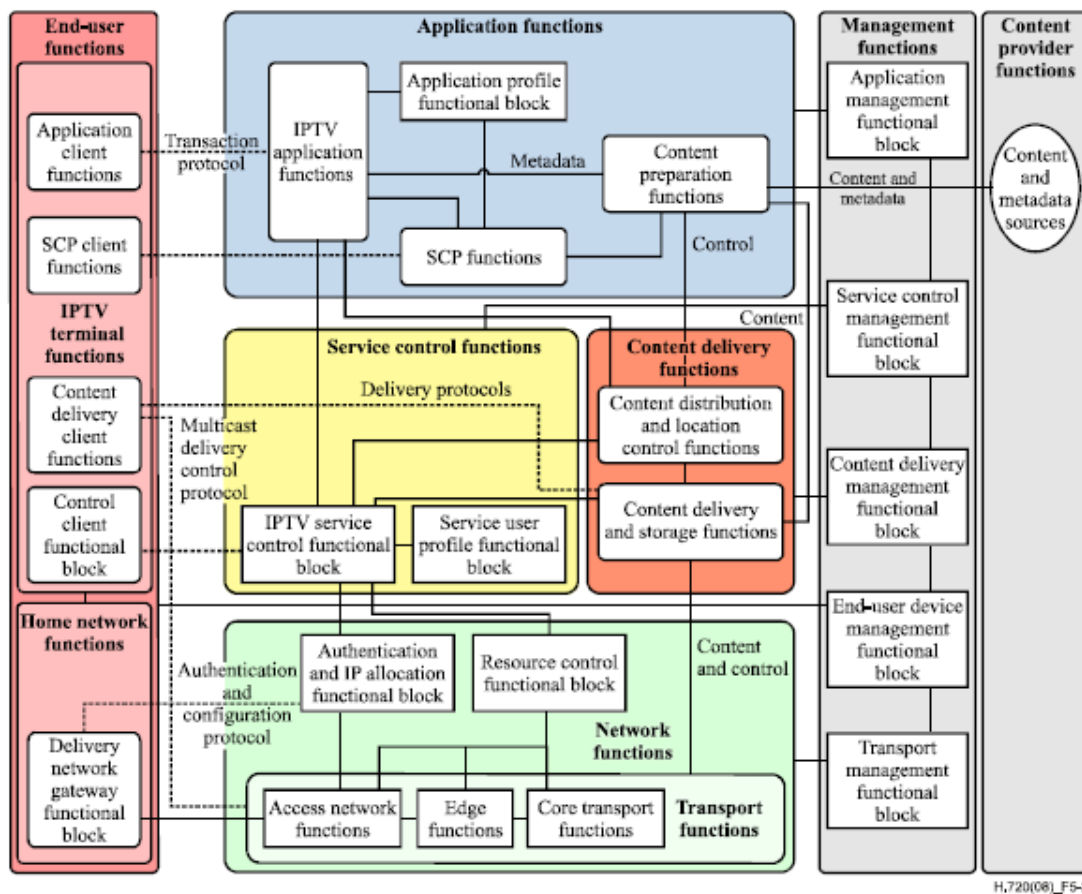 End-user
functions
Application
client
functions
SCP client
functions
IPTV
terminal
functions
Content
delivery
client
functions
Control
client
functional
block
Home network
functions
Delivery
network
gateway
functional
block
Transaction
protocol
Application functions
IPTV
application
functions
Application profile
functional block
Metadata
Content
preparation
functions
SCP functions
Control
Content
Service control functions
Delivery protocols
Multicast
delivery
control
protocol
IPTV service
control functional
block
Service user
profile functional
block
Content delivery
functions
Content distribution
and location
control functions
Content delivery
and storage functions
Authentication and
configuration
protocol
Authentication
and IP allocation
functional block
Resource control
functional block
Content
and control
Network
functions
Access network
functions
Edge
functions
Core transport
functions
Transport
functions
Management
functions
Application
management
functional
block
Content and
metadata
Service control
management
functional
block
Content delivery
management
functional
block
End-user device
management
functional
block
Transport
management
functional
block
Content
provider
functions
Content
and
metadata
sources